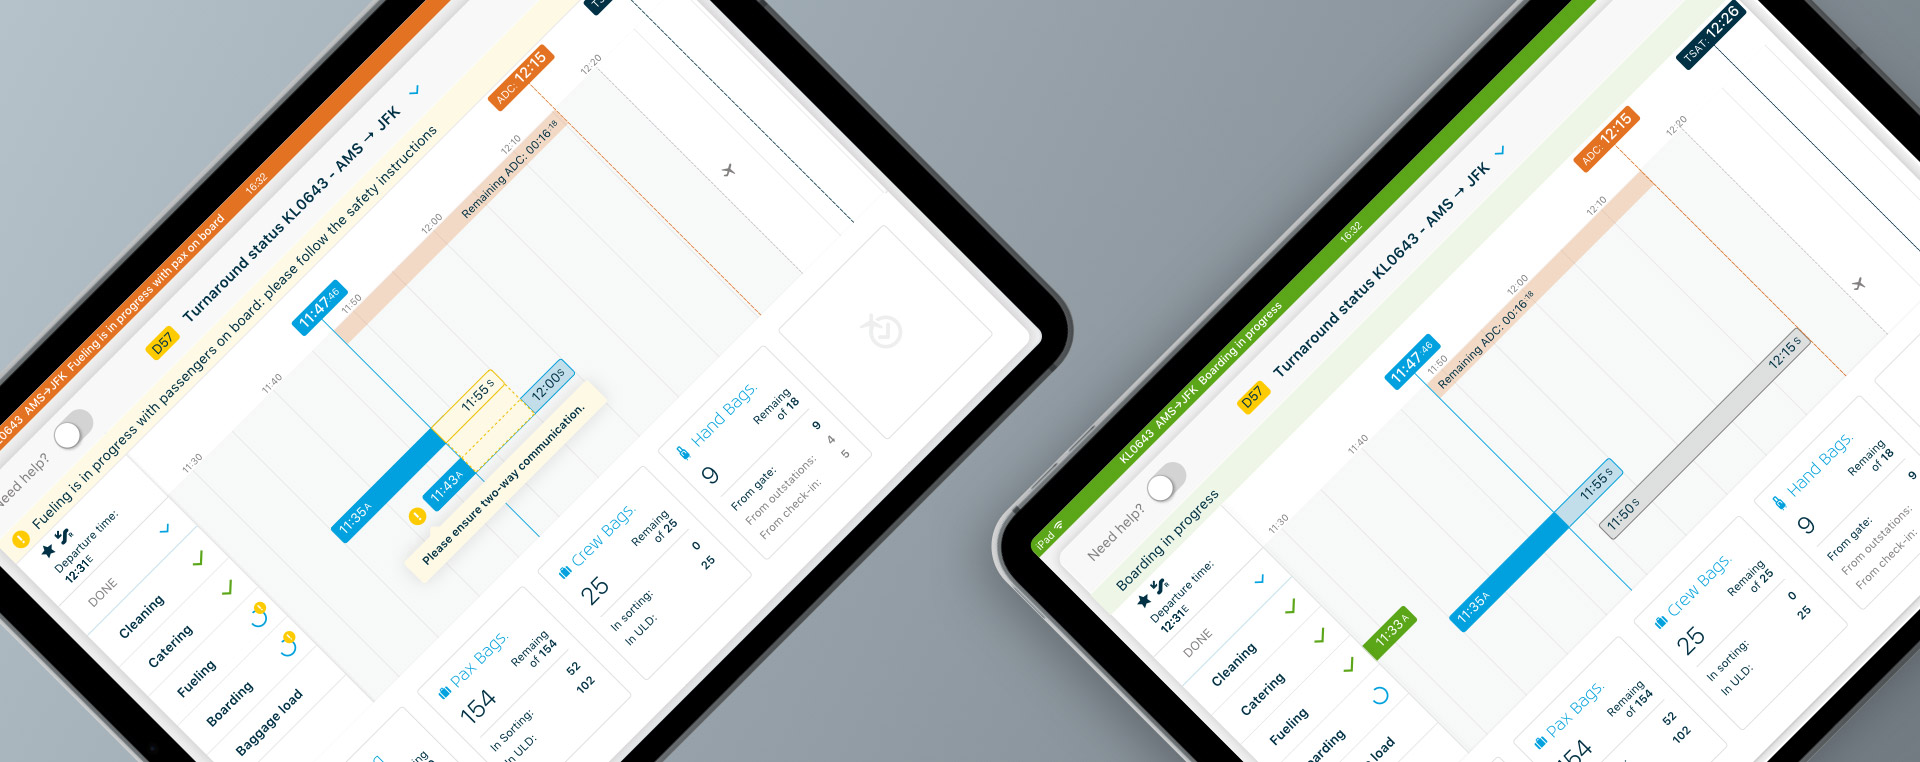 KL0643 AMS→JFK Fueling is in progress with pax on board
16:32
Need help?
D57
Turnaround status KL0643 - AMS → JFK
Fueling is in progress with passengers on board: please follow the safety instructions
Departure time:
12:31E
DONE
Cleaning
Catering
Fueling
Boarding
Baggage load
11:30
11:40
11:50
12:00
12:10
12:20
11:47:46
Remaining ADC: 00:16:18
ADC: 12:15
11:35A
11:55S
11:43A
12:00S
Please ensure two-way communication.
Hand Bags.
9
Remaing
of 18
From gate: 9
From outstations: 4
From check-in: 5
Crew Bags.
25
Remaing
of 25
In sorting: 0
In ULD: 25
Pax Bags.
154
Remaing
of 154
In Sorting: 52
In ULD: 102
iPad
KL0643 AMS→JFK Boarding in progress
16:32
Need help?
D57
Turnaround status KL0643 - AMS → JFK
Boarding in progress
Departure time:
12:31E
DONE
Cleaning
Catering
Fueling
load
11:30
11:40
11:50
12:00
12:10
12:20
11:47:46
Remaining ADC: 00:16:18
ADC: 12:15
TSAT: 12:26
11:33A
11:35A
11:55S
11:50S
12:15S
Hand Bags.
9
Remaing
of 18
From gate: 9
From outstations:
From check-in:
Crew Bags.
25
Remaing
of 25
In sorting: 0
In ULD: 25
Pax Bags.
154
Remaing
of 154
52
102